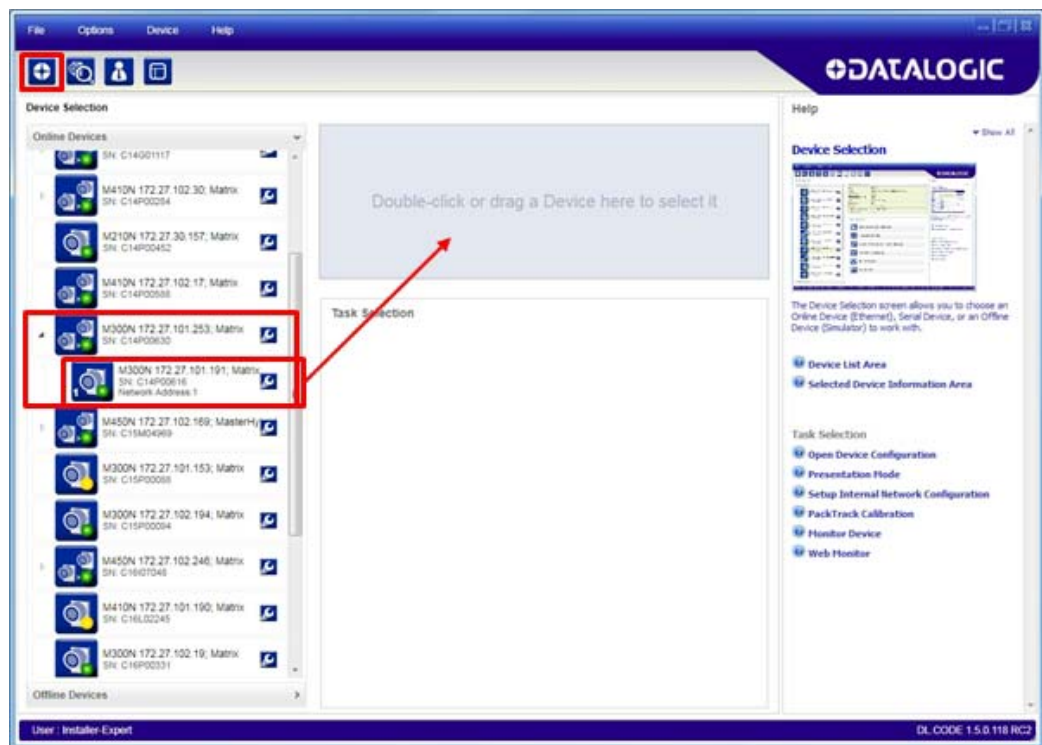 File Options Device Help
DATALOGIC
Device Selection
Online Devices
SN: C14G01117
M410N 172.27.102.30; Matrix
SN: C14P00264
M210N 172.27.30.157; Matrix
SN: C14P00452
M410N 172.27.102.17; Matrix
SN: C14P00588
M300N 172.27.101.253; Matrix
SN: C14P00630
M300N 172.27.101.191; Matrix
SN: C14P00616
Network Address:1
M450N 172.27.102.169; MasterHy
SN: C15M04969
M300N 172.27.101.153; Matrix
SN: C15P00088
M300N 172.27.102.194; Matrix
SN: C15P00094
M450N 172.27.102.246; Matrix
SN: C16I07046
M410N 172.27.101.190; Matrix
SN: C16L02245
M300N 172.27.102.19; Matrix
SN: C16P00331
Offline Devices
Double-click or drag a Device here to select it
Task Selection
Help
Show All
Device Selection
The Device Selection screen allows you to choose an
Online Device (Ethernet), Serial Device, or an Offline
Device (Simulator) to work with.
Device List Area
Selected Device Information Area
Task Selection
Open Device Configuration
Presentation Mode
Setup Internal Network Configuration
PackTrack Calibration
Monitor Device
Web Monitor
User : Installer-Expert
DL.CODE 1.5.0.118 RC2